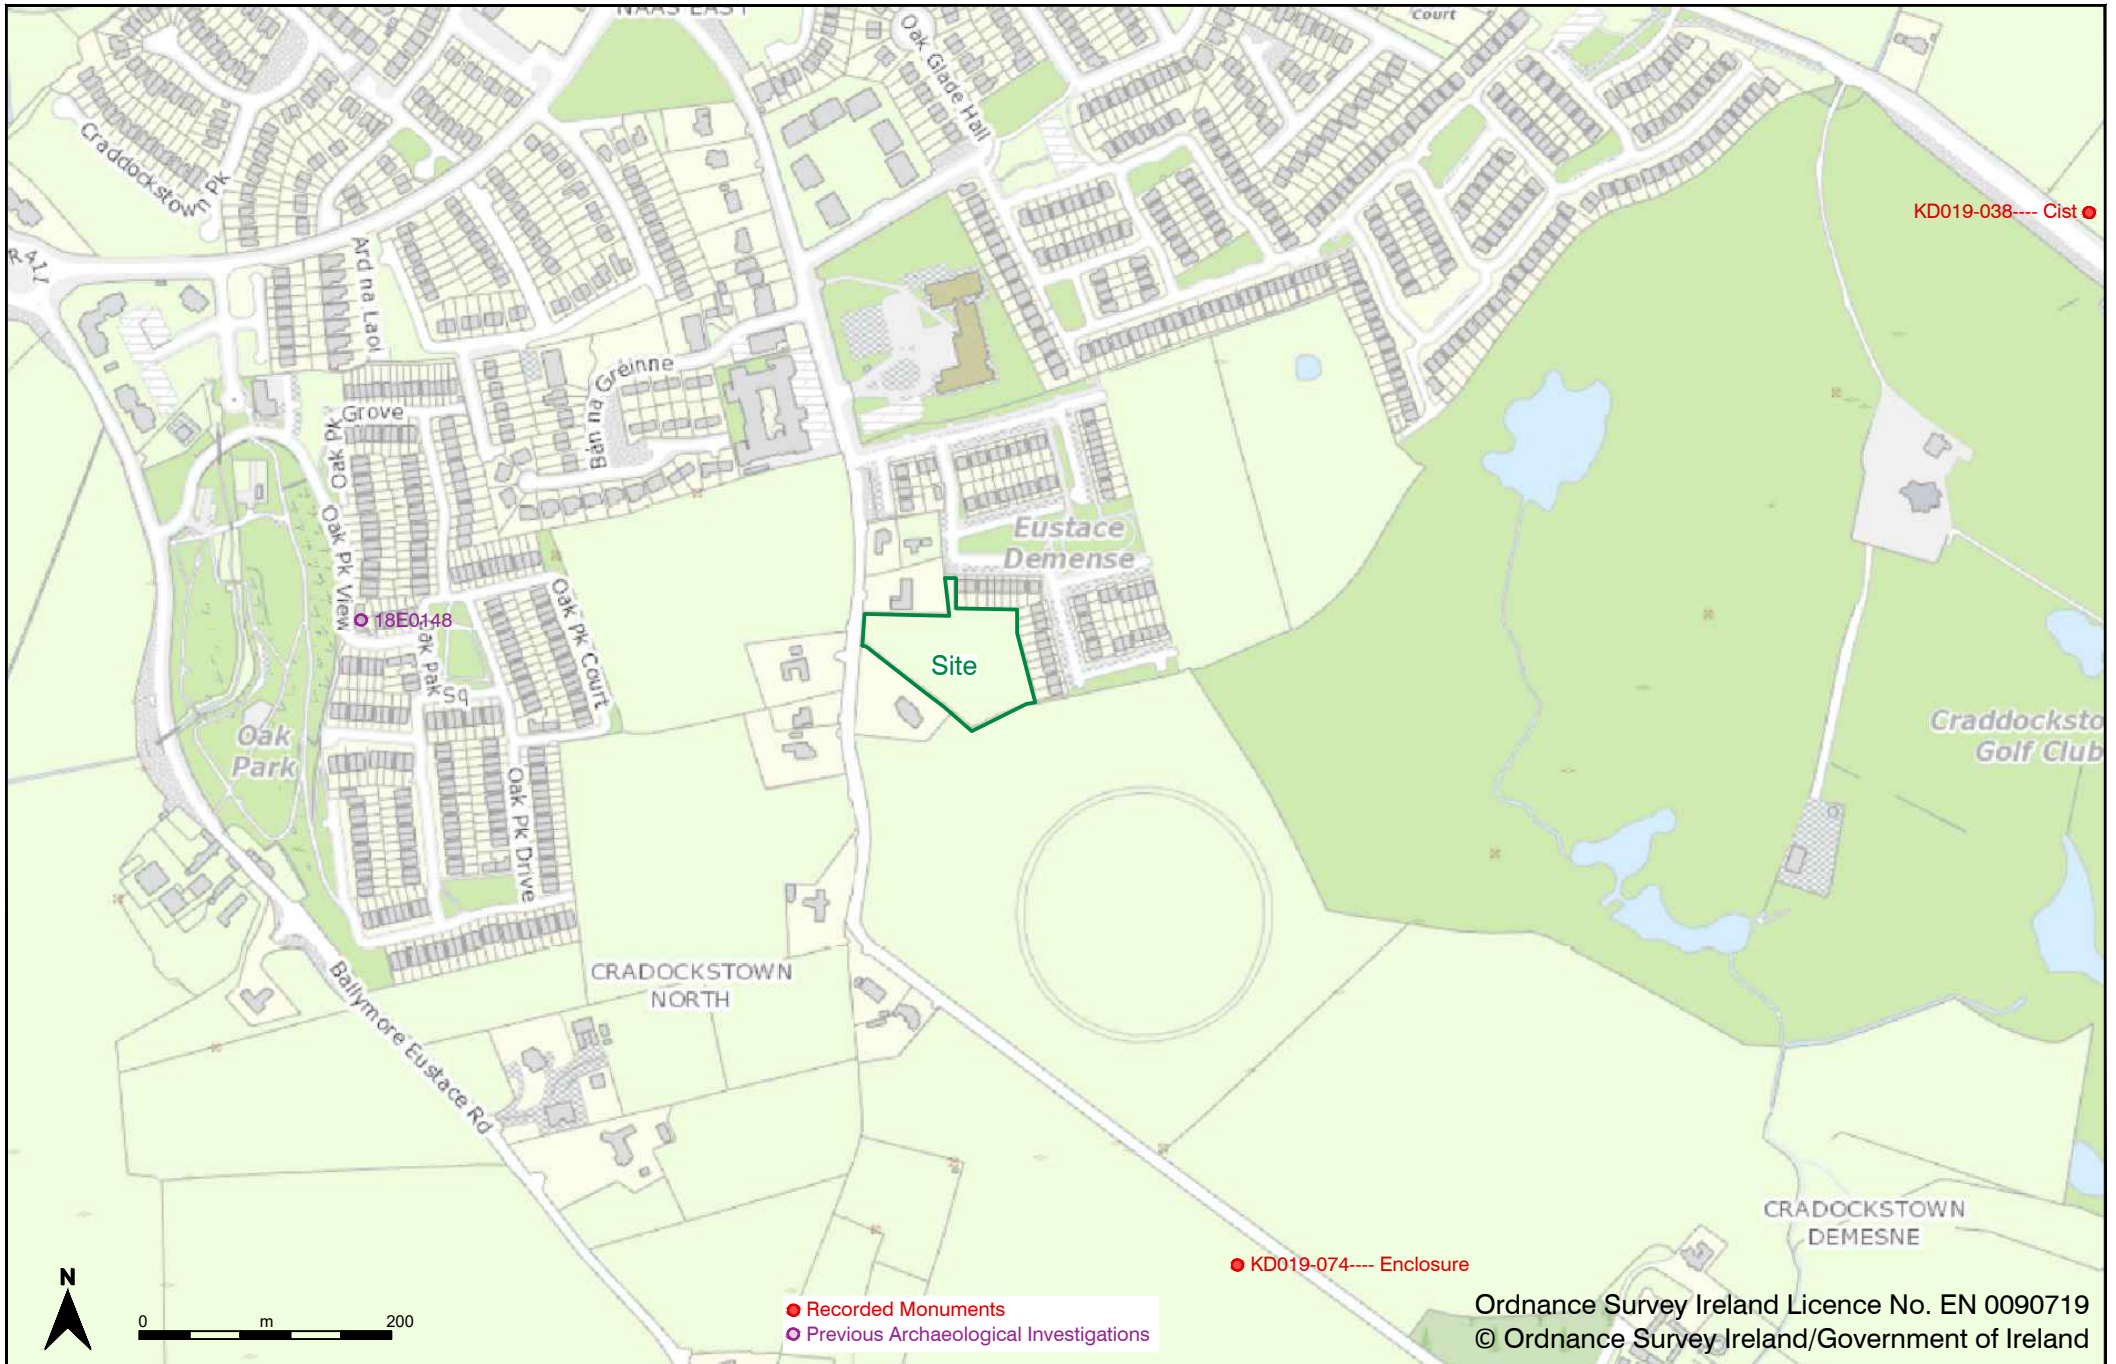 NAAS EAST
Court
Oak Glade Hall
Craddockstown Pk
KD019-038---- Cist
R411
Ard na Laoi
Bán na Gréinne
Grove
Oak Pk
Oak Pk View
Eustace
Demense
18E0148
Oak Pk Court
Site
Oak Pak Sq
Oak
Park
Craddocksto
Golf Club
Oak Pk Drive
CRADOCKSTOWN
NORTH
Ballymore Eustace Rd
CRADOCKSTOWN
DEMESNE
KD019-074---- Enclosure
N
0 m 200
Recorded Monuments
Previous Archaeological Investigations
Ordnance Survey Ireland Licence No. EN 0090719
© Ordnance Survey Ireland/Government of Ireland